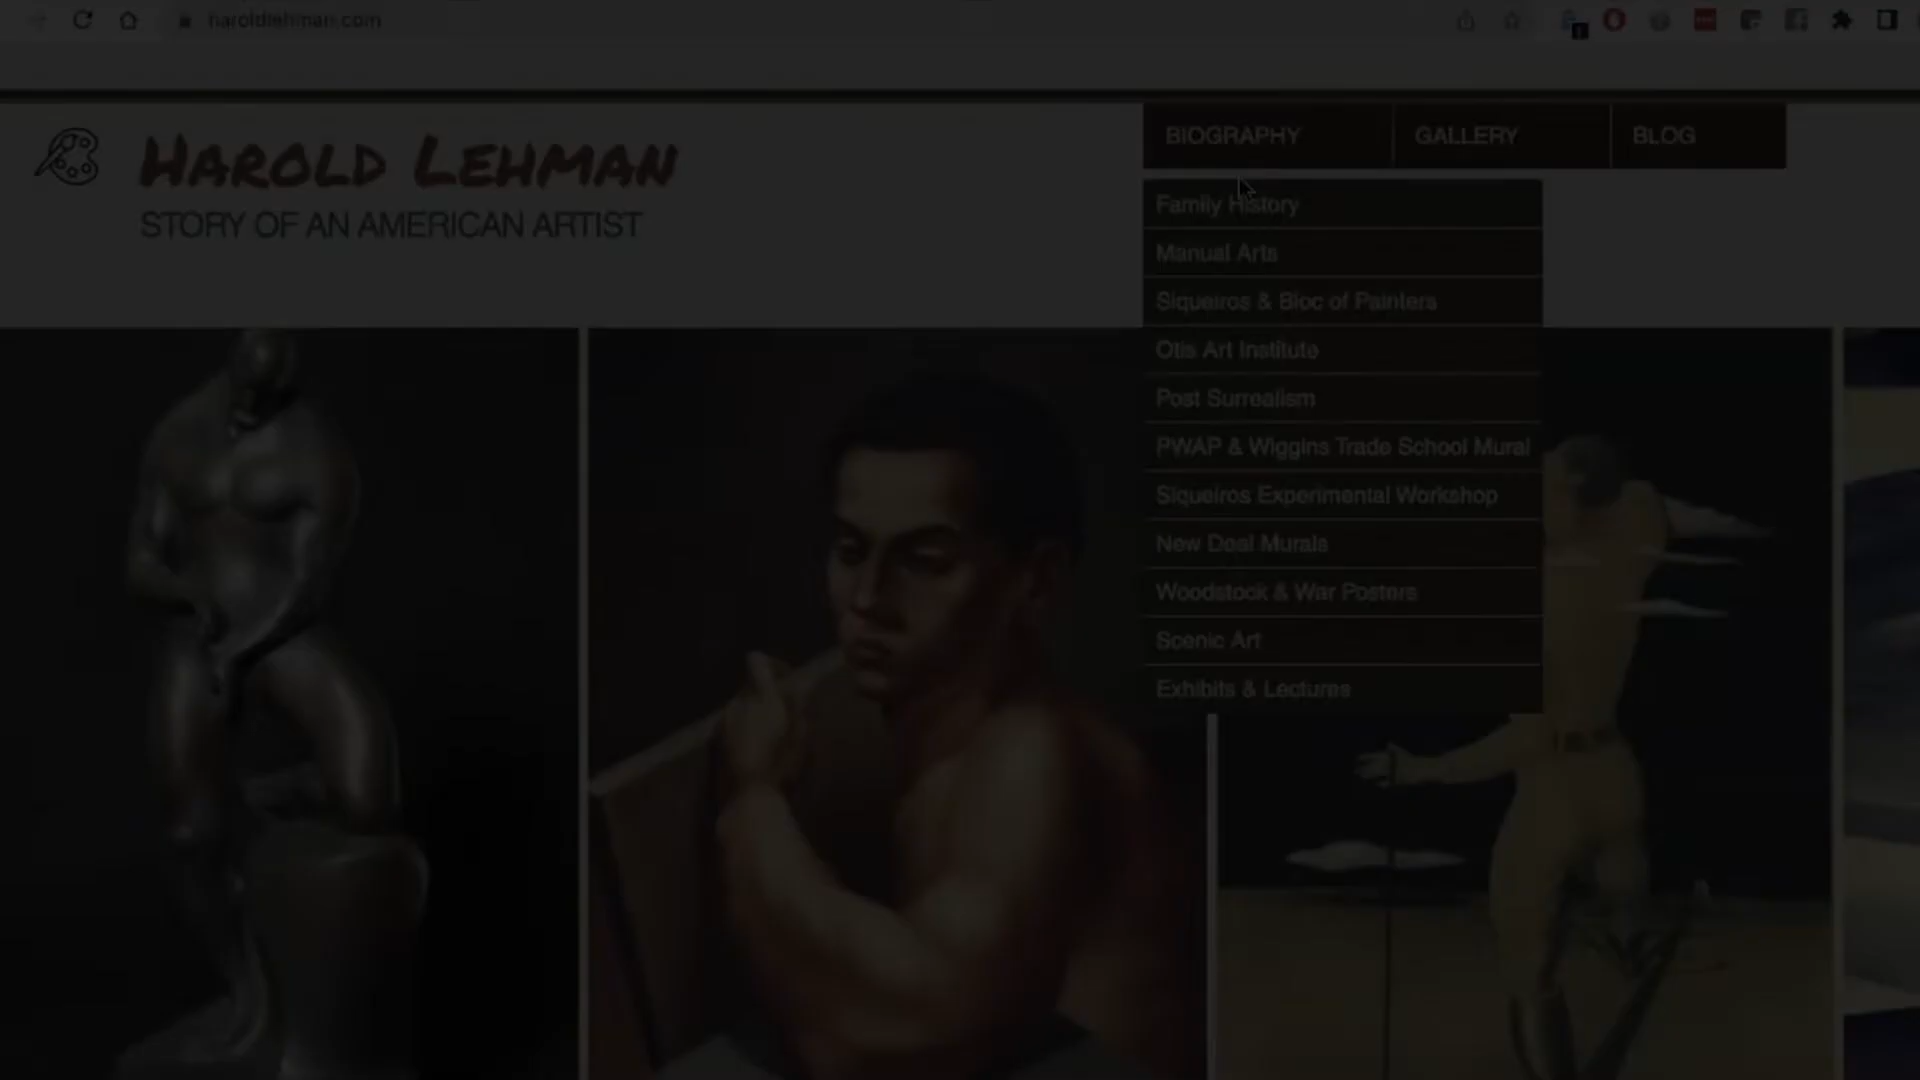 haroldlehman.com
HAROLD LEHMAN
STORY OF AN AMERICAN ARTIST
BIOGRAPHY
GALLERY
BLOG
Family History
Manual Arts
Siqueiros & Bloc of Painters
Otis Art Institute
Post Surrealism
PWAP & Wiggins Trade School Mural
Siqueiros Experimental Workshop
New Deal Murals
Woodstock & War Posters
Scenic Art
Exhibits & Lectures